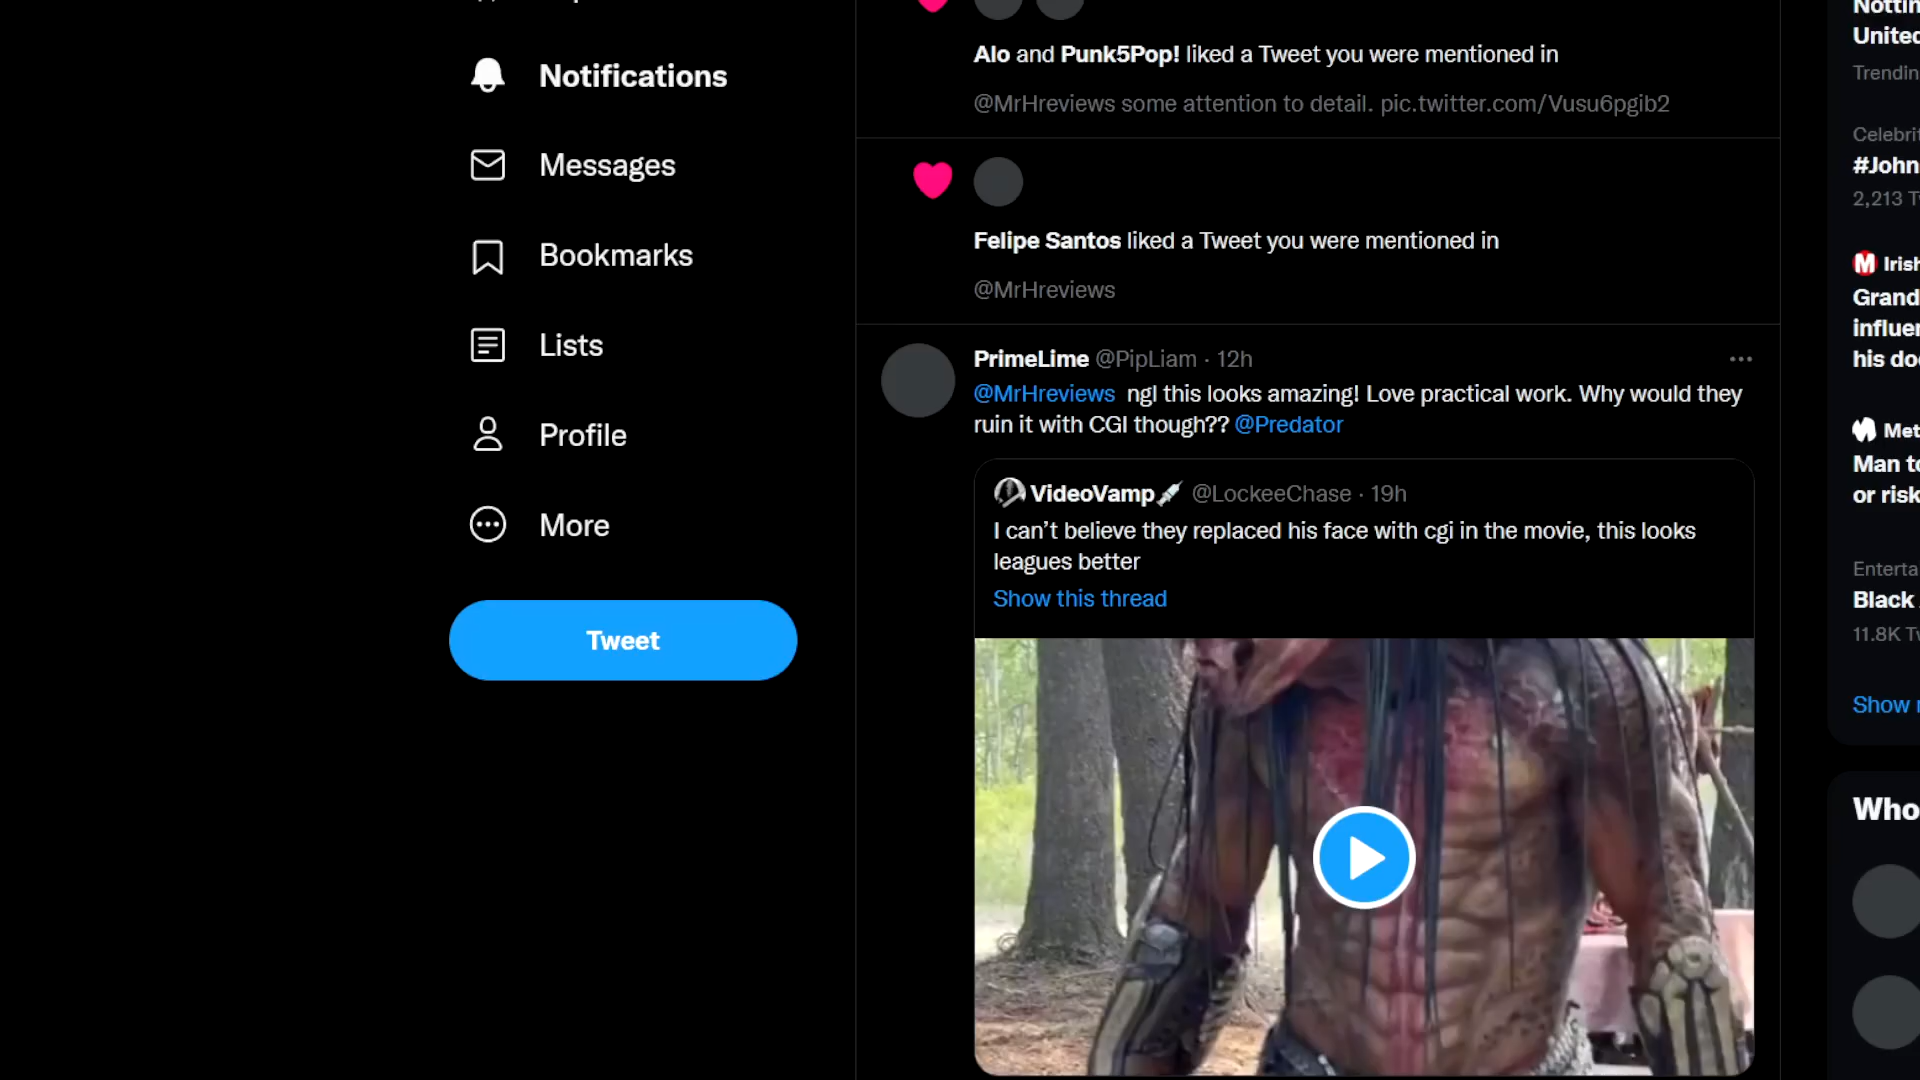 Notifications
Messages
Bookmarks
Lists
Profile
More
Tweet
Alo and Punk5Pop! liked a Tweet you were mentioned in
@MrHreviews some attention to detail. pic.twitter.com/Vusu6pgib2
Felipe Santos liked a Tweet you were mentioned in
@MrHreviews
PrimeLime @PipLiam · 12h
@MrHreviews ngl this looks amazing! Love practical work. Why would they
ruin it with CGI though?? @Predator
VideoVamp @LockeeChase · 19h
I can’t believe they replaced his face with cgi in the movie, this looks
leagues better
Show this thread
United
Trendin
Celebrit
#John
2,213
Irish
Grand
influen
his do
Met
Man to
or risk
Enterta
Black
11.8K
Show
Who